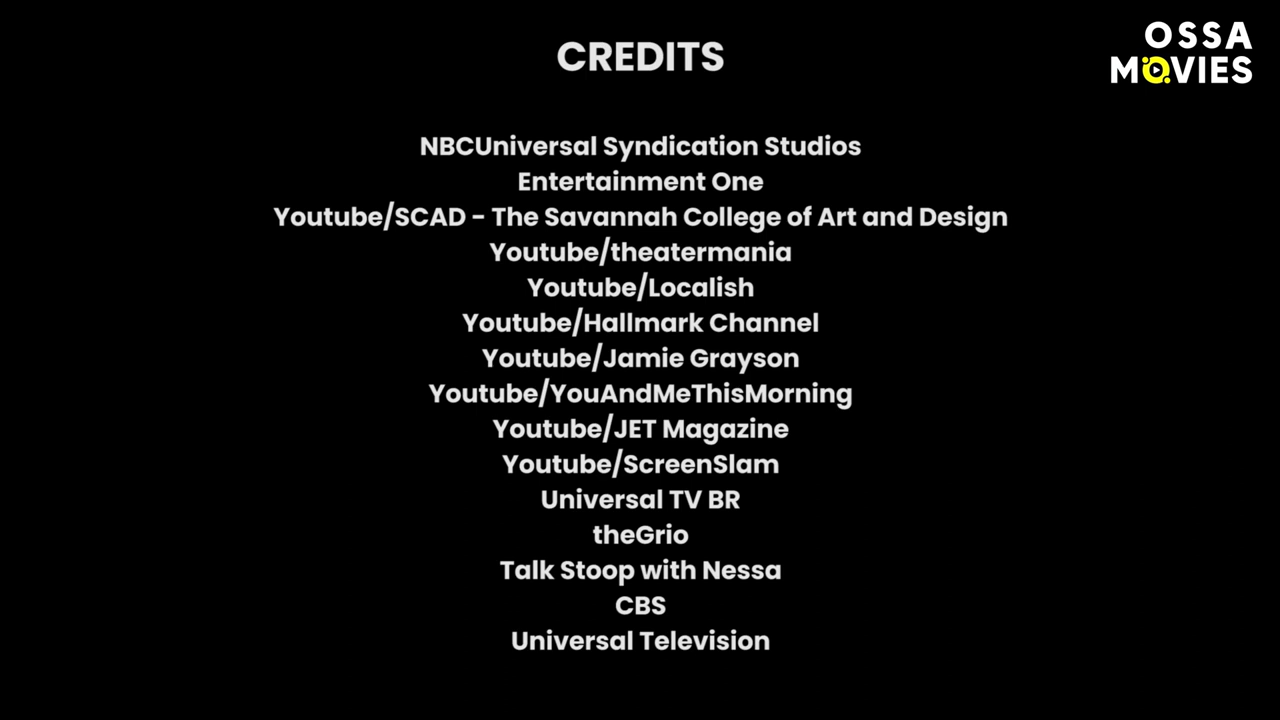 OSSA
MOVIES
CREDITS
NBCUniversal Syndication Studios
Entertainment One
Youtube/SCAD - The Savannah College of Art and Design
Youtube/theatermania
Youtube/Localish
Youtube/Hallmark Channel
Youtube/Jamie Grayson
Youtube/YouAndMeThisMorning
Youtube/JET Magazine
Youtube/ScreenSlam
Universal TV BR
theGrio
Talk Stoop with Nessa
CBS
Universal Television